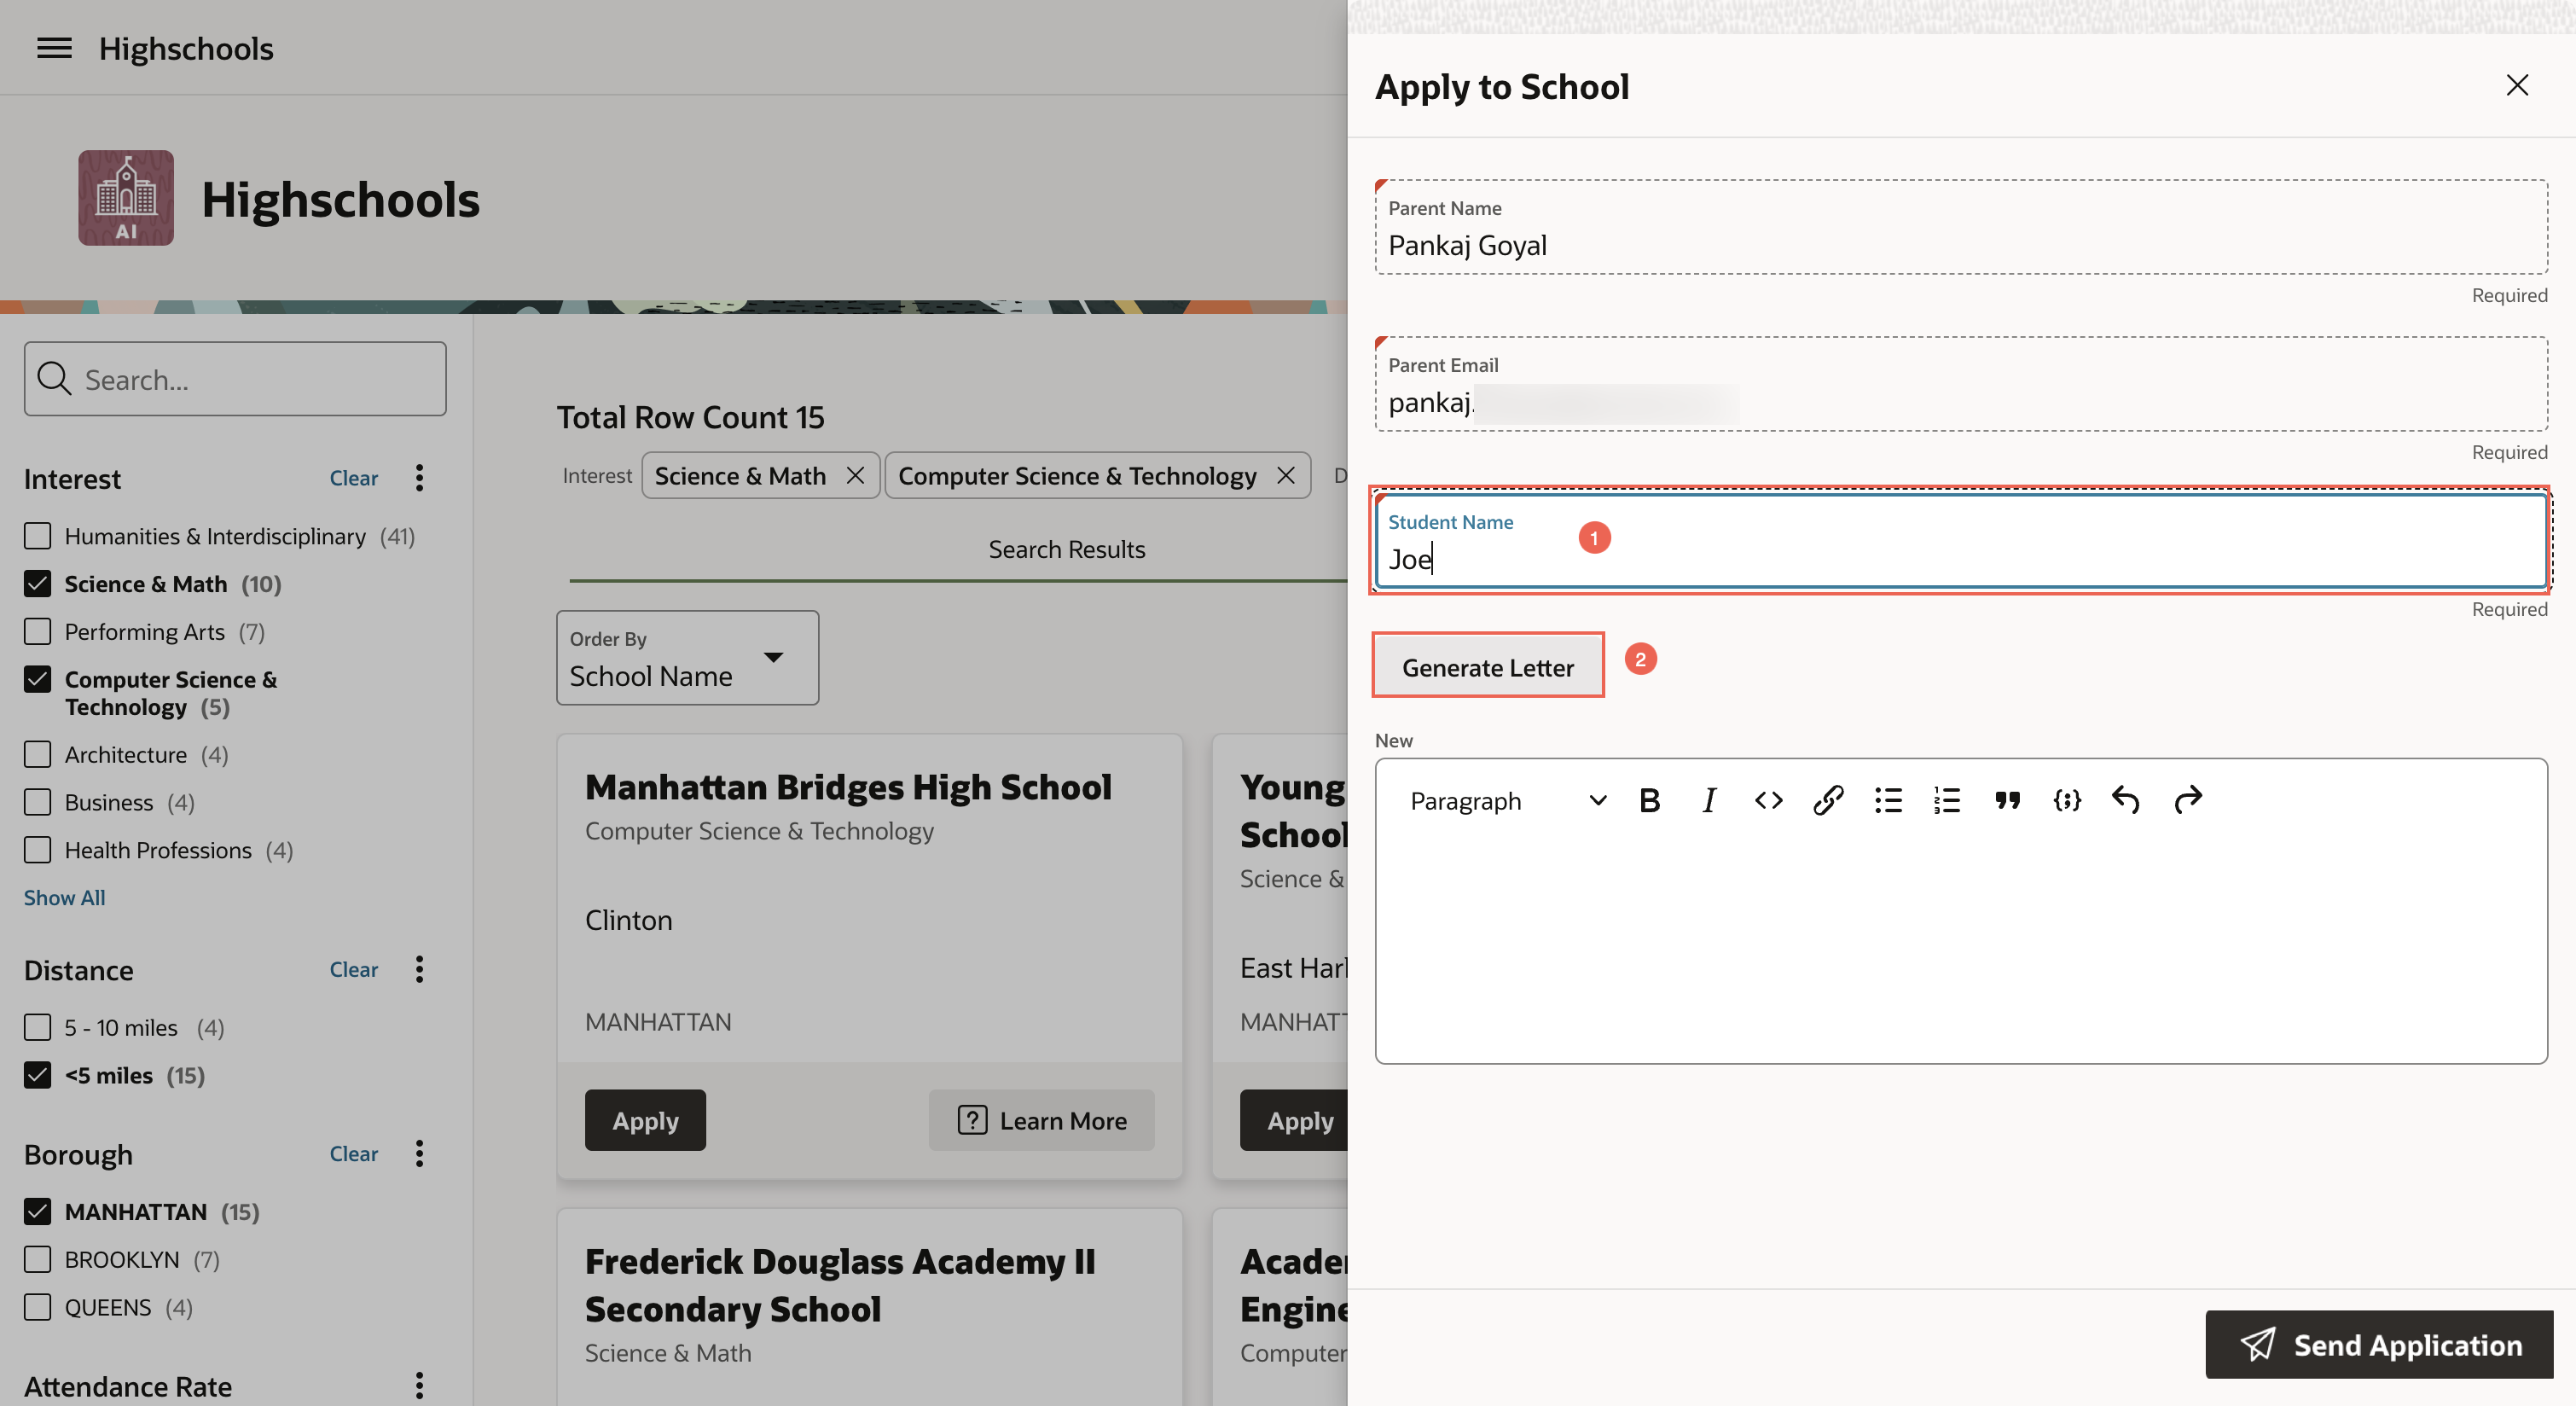 Highschools
AI
Highschools
Search...
Interest
Clear
Humanities & Interdisciplinary (41)
Science & Math (10)
Performing Arts (7)
Computer Science &
Technology (5)
Architecture (4)
Business (4)
Health Professions (4)
Show All
Distance
Clear
5 - 10 miles (4)
<5 miles (15)
Borough
Clear
MANHATTAN (15)
BROOKLYN (7)
QUEENS (4)
Attendance Rate
Total Row Count 15
Interest
Science & Math
Computer Science & Technology
D
Search Results
Order By
School Name
Manhattan Bridges High School
Computer Science & Technology
Clinton
MANHATTAN
Apply
? Learn More
Young
School
Science &
East Harl
MANHATT
Apply
Frederick Douglass Academy II
Secondary School
Science & Math
Acade
Engine
Computer
Apply to School
Parent Name
Pankaj Goyal
Required
Parent Email
pankaj.
Required
Student Name
Joe
1
Required
Generate Letter
2
New
Paragraph
B I
Send Application